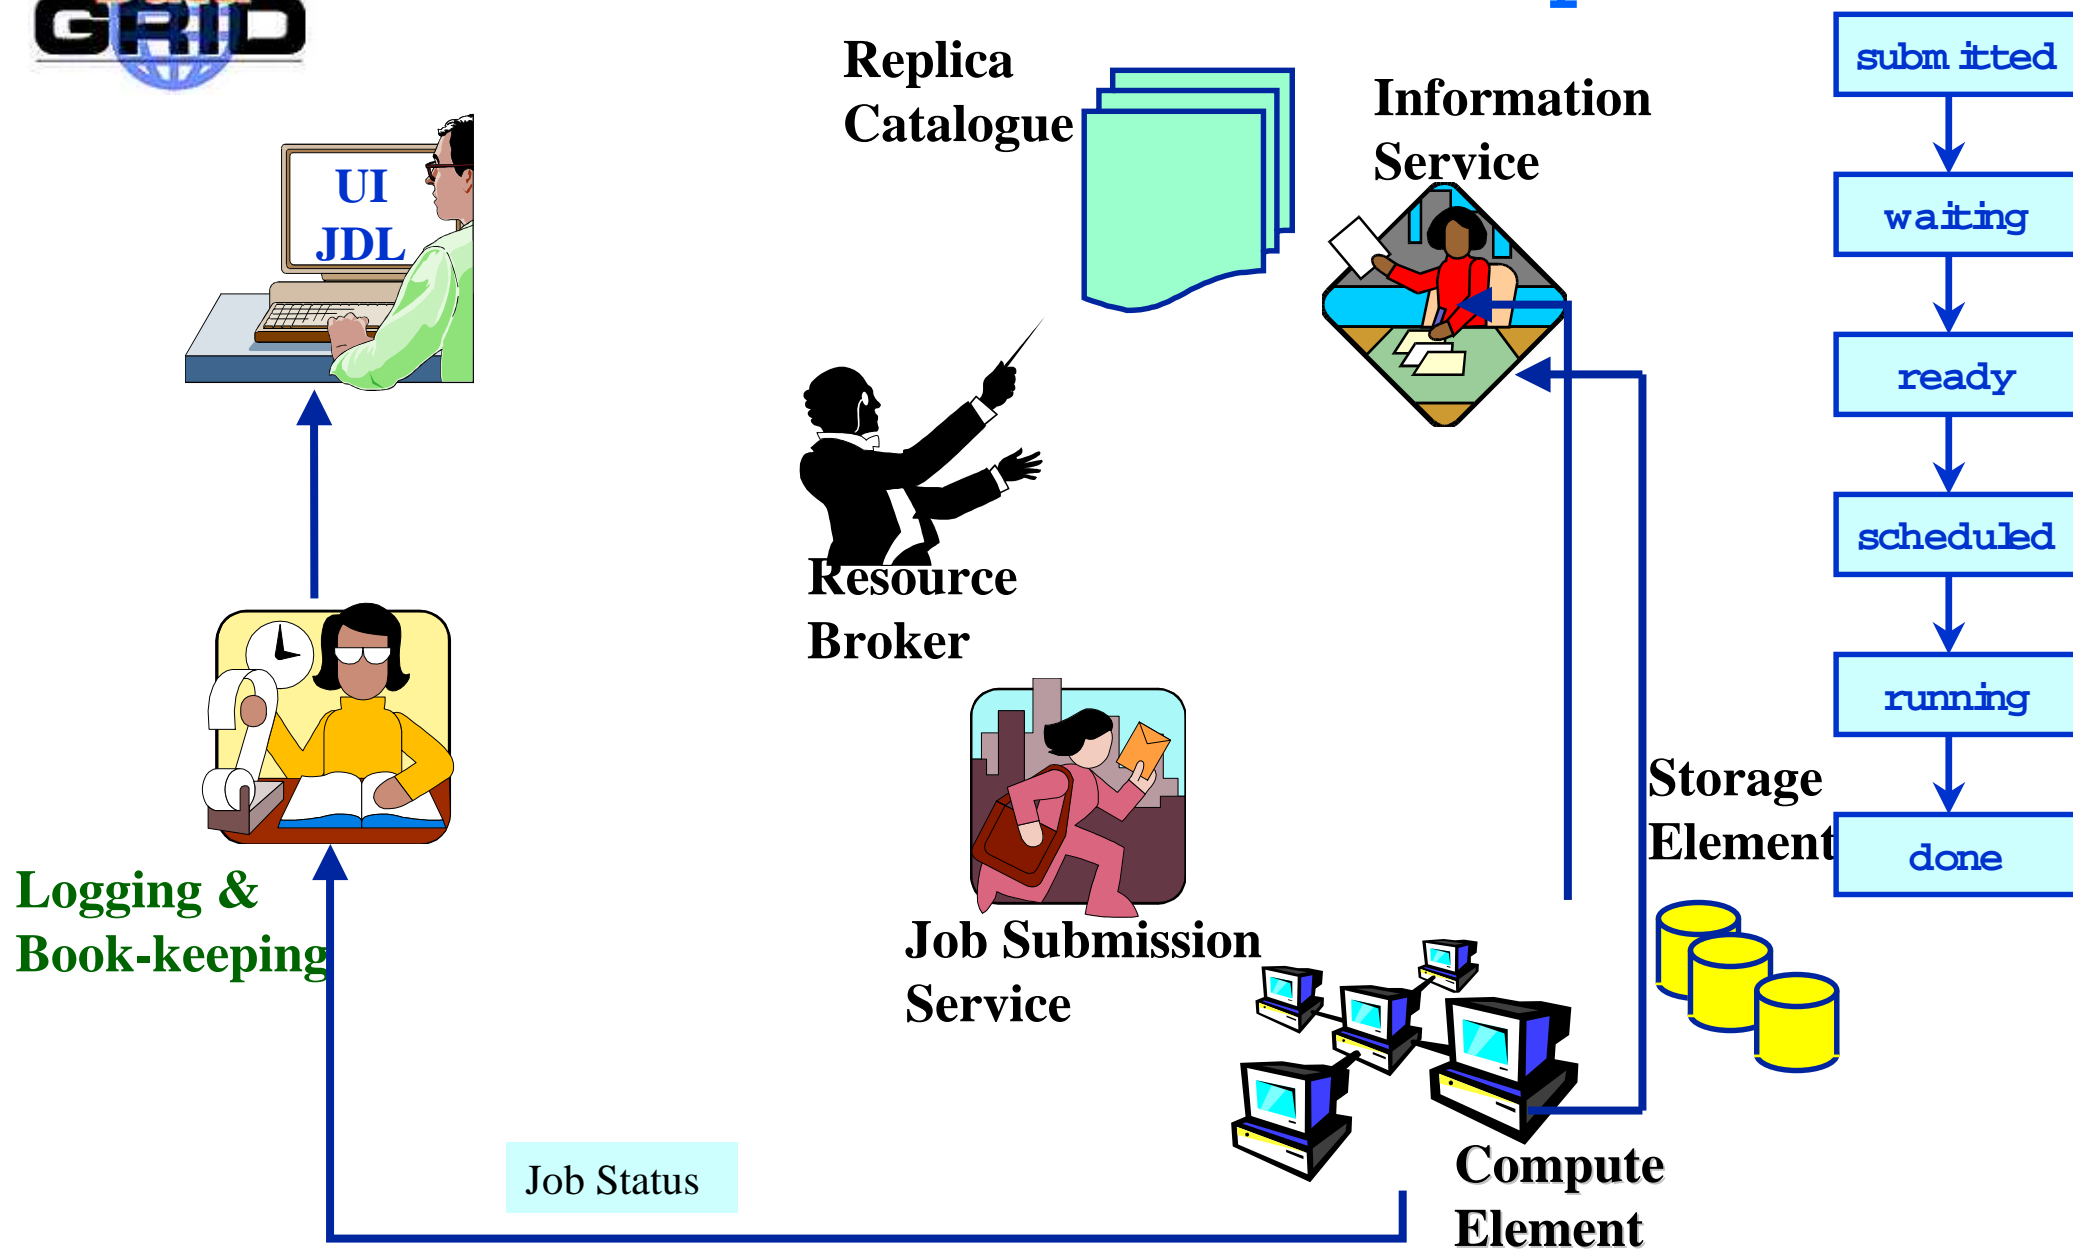 GRID
Replica
Catalogue
Information
Service
UI
JDL
Resource
Broker
Logging &
Book-keeping
Job Submission
Service
Storage
Element
Compute
Element
Job Status
submitted
waiting
ready
scheduled
running
done